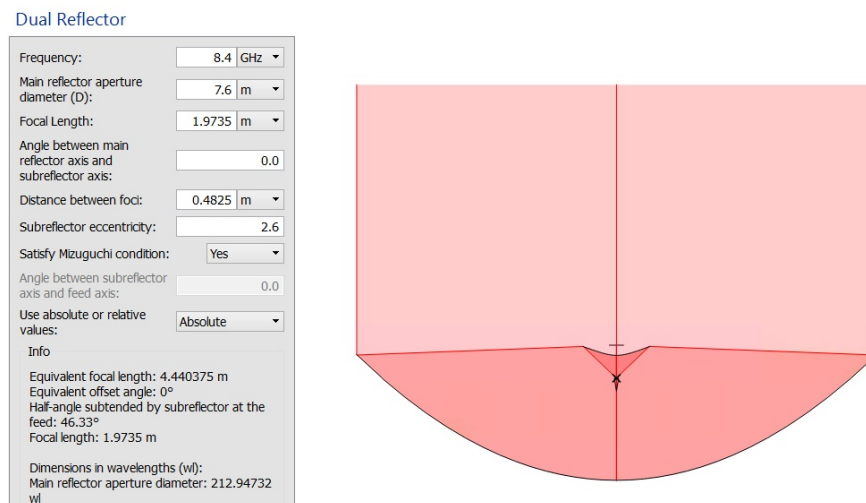 Dual Reflector
Frequency: 8.4 GHz
Main reflector aperture
diameter (D): 7.6 m
Focal Length: 1.9735 m
Angle between main
reflector axis and
subreflector axis: 0.0
Distance between foci: 0.4825 m
Subreflector eccentricity: 2.6
Satisfy Mizuguchi condition: Yes
Angle between subreflector
axis and feed axis: 0.0
Use absolute or relative
values: Absolute
Info
Equivalent focal length: 4.440375 m
Equivalent offset angle: 0°
Half-angle subtended by subreflector at the
feed: 46.33°
Focal length: 1.9735 m
Dimensions in wavelengths (wl):
Main reflector aperture diameter: 212.94732
wl